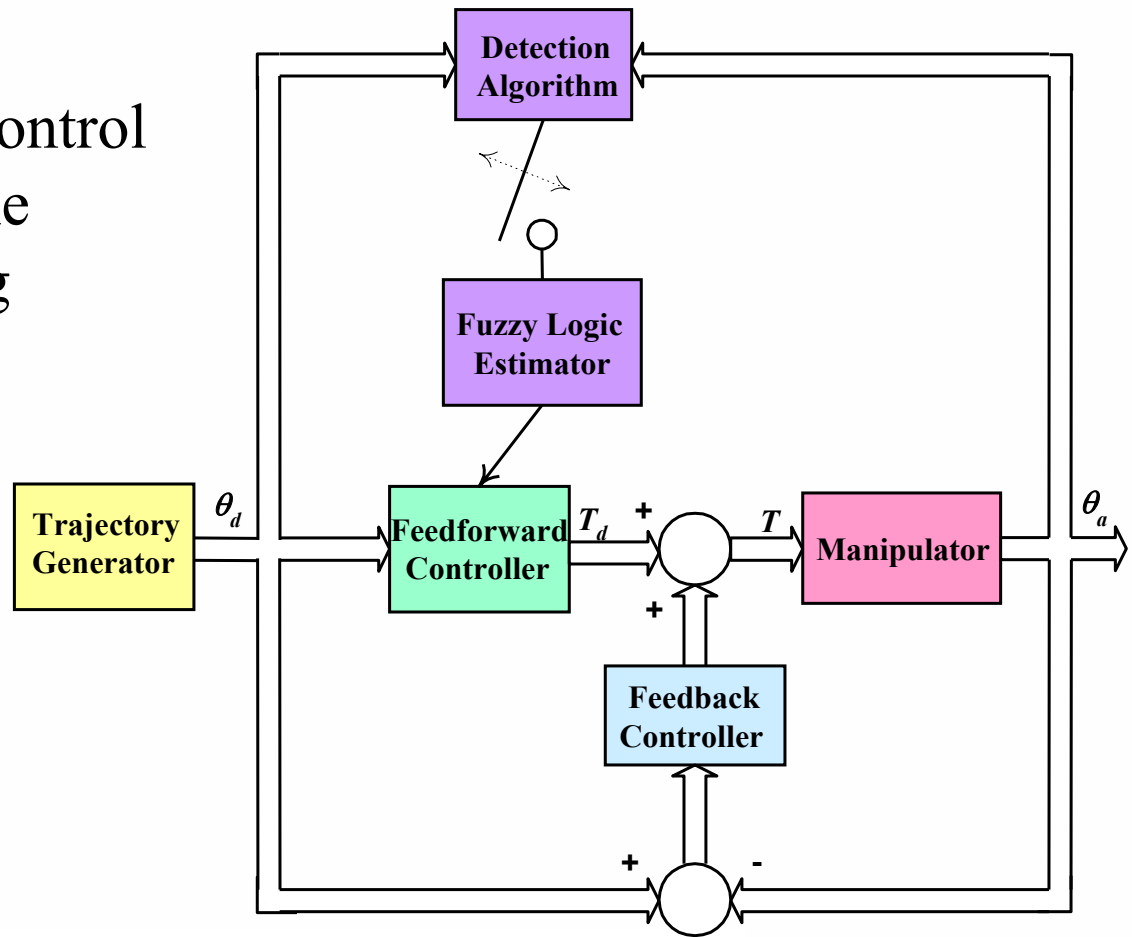 Detection
Algorithm
ontrol
e
g
Fuzzy Logic
Estimator
Trajectory
Generator
θd
Feedforward
Controller
Td
+
+
T
Manipulator
θa
Feedback
Controller
+
-